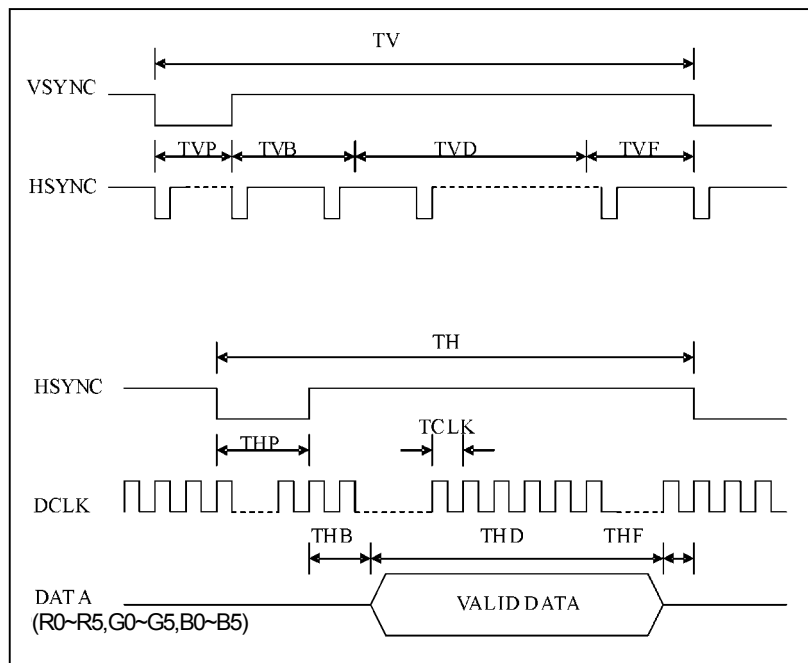 TV
VSYNC
TVP TVB TVD TVF
HSYNC
TH
HSYNC
TCLK
THP
DCLK
THB THD THF
DATA VALID DATA
(R0~R5,G0~G5,B0~B5)